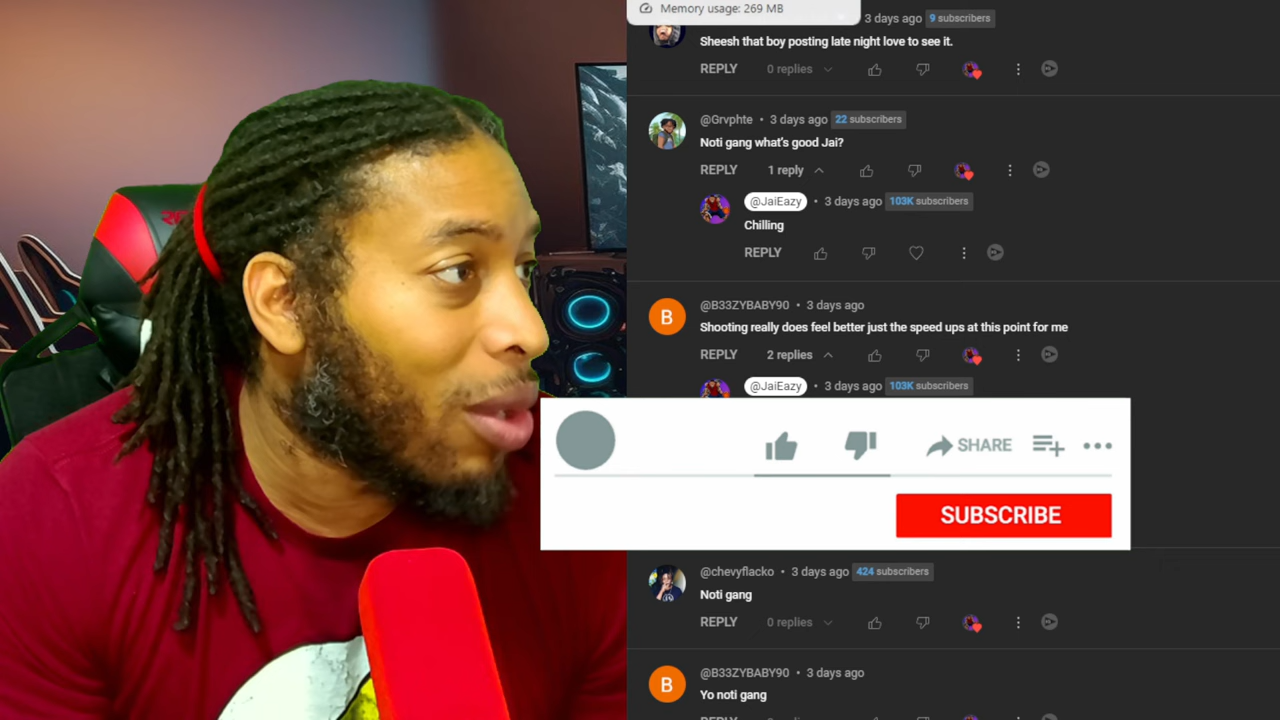 Memory usage: 269 MB
3 days ago 9 subscribers
Sheesh that boy posting late night love to see it.
REPLY 0 replies
@Grvphte • 3 days ago 22 subscribers
Noti gang what's good Jai?
REPLY 1 reply
@JaiEazy • 3 days ago 103K subscribers
Chilling
REPLY
@B33ZYBABY90 • 3 days ago
B
Shooting really does feel better just the speed ups at this point for me
REPLY 2 replies
@JaiEazy • 3 days ago 103K subscribers
SHARE
SUBSCRIBE
@chevyflacko • 3 days ago 424 subscribers
Noti gang
REPLY 0 replies
@B33ZYBABY90 • 3 days ago
B
Yo noti gang